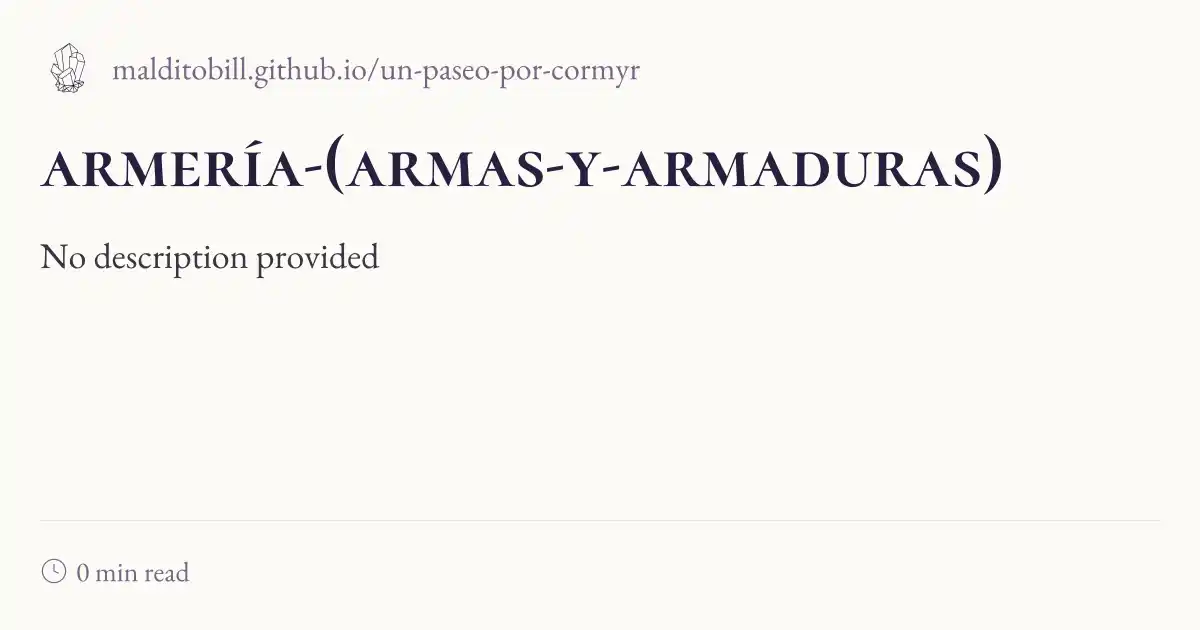 malditobill.github.io/un-paseo-por-cormyr
ARMERÍA-(ARMAS-Y-ARMADURAS)
No description provided
0 min read